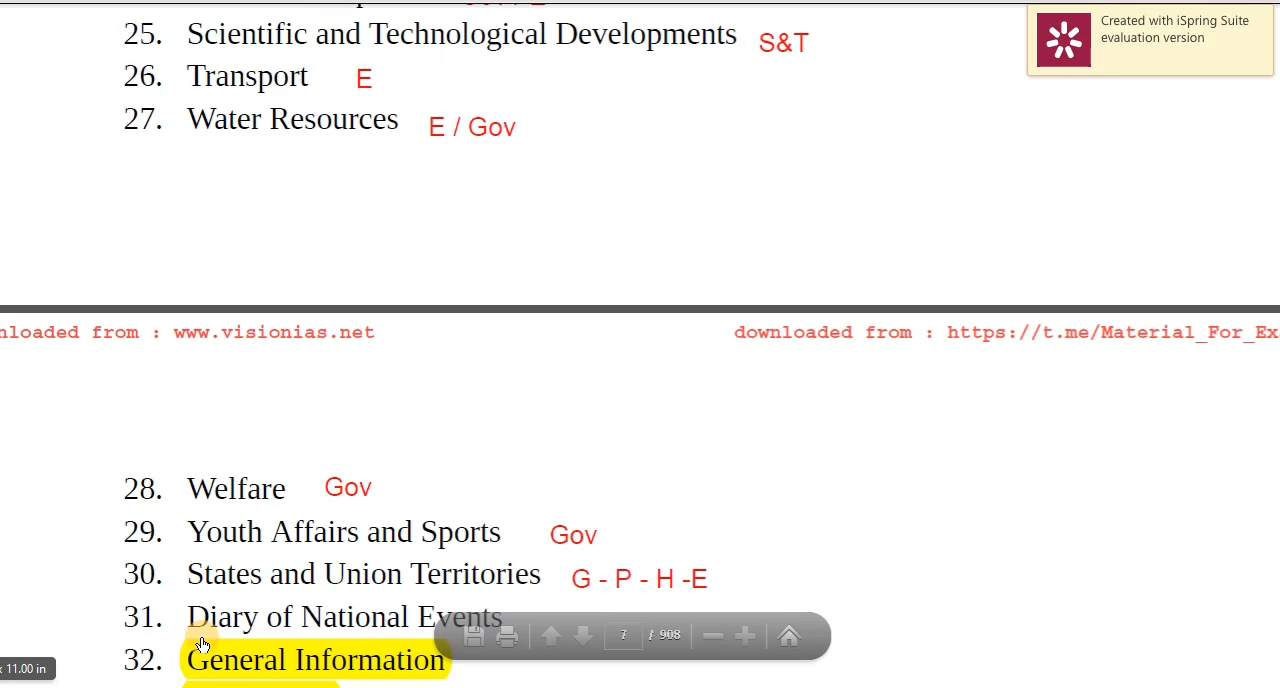 25. Scientific and Technological Developments S&T
Created with iSpring Suite
evaluation version
26. Transport E
27. Water Resources E / Gov
nloaded from : www.visionias.net downloaded from : https://t.me/Material_For_Ex
28. Welfare Gov
29. Youth Affairs and Sports Gov
30. States and Union Territories G - P - H -E
31. Diary of National Events
7 / 908
32. General Information
x 11.00 in